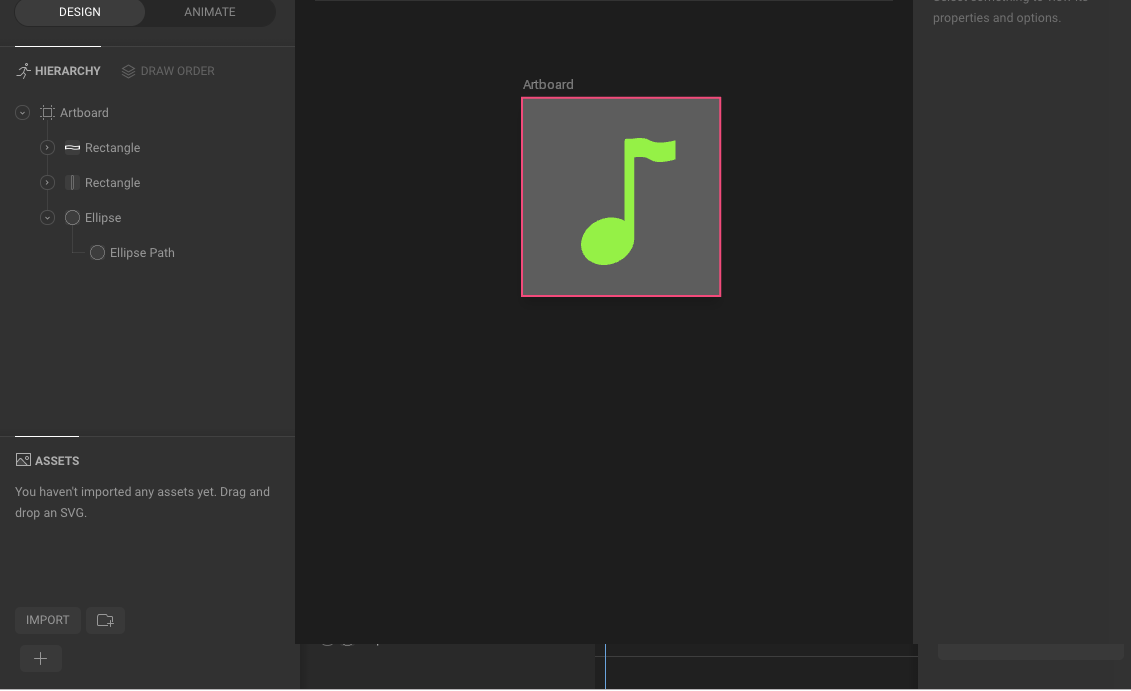 DESIGN
ANIMATE
properties and options.
HIERARCHY
DRAW ORDER
Artboard
Artboard
Rectangle
Rectangle
Ellipse
Ellipse Path
ASSETS
You haven't imported any assets yet. Drag and
drop an SVG.
IMPORT